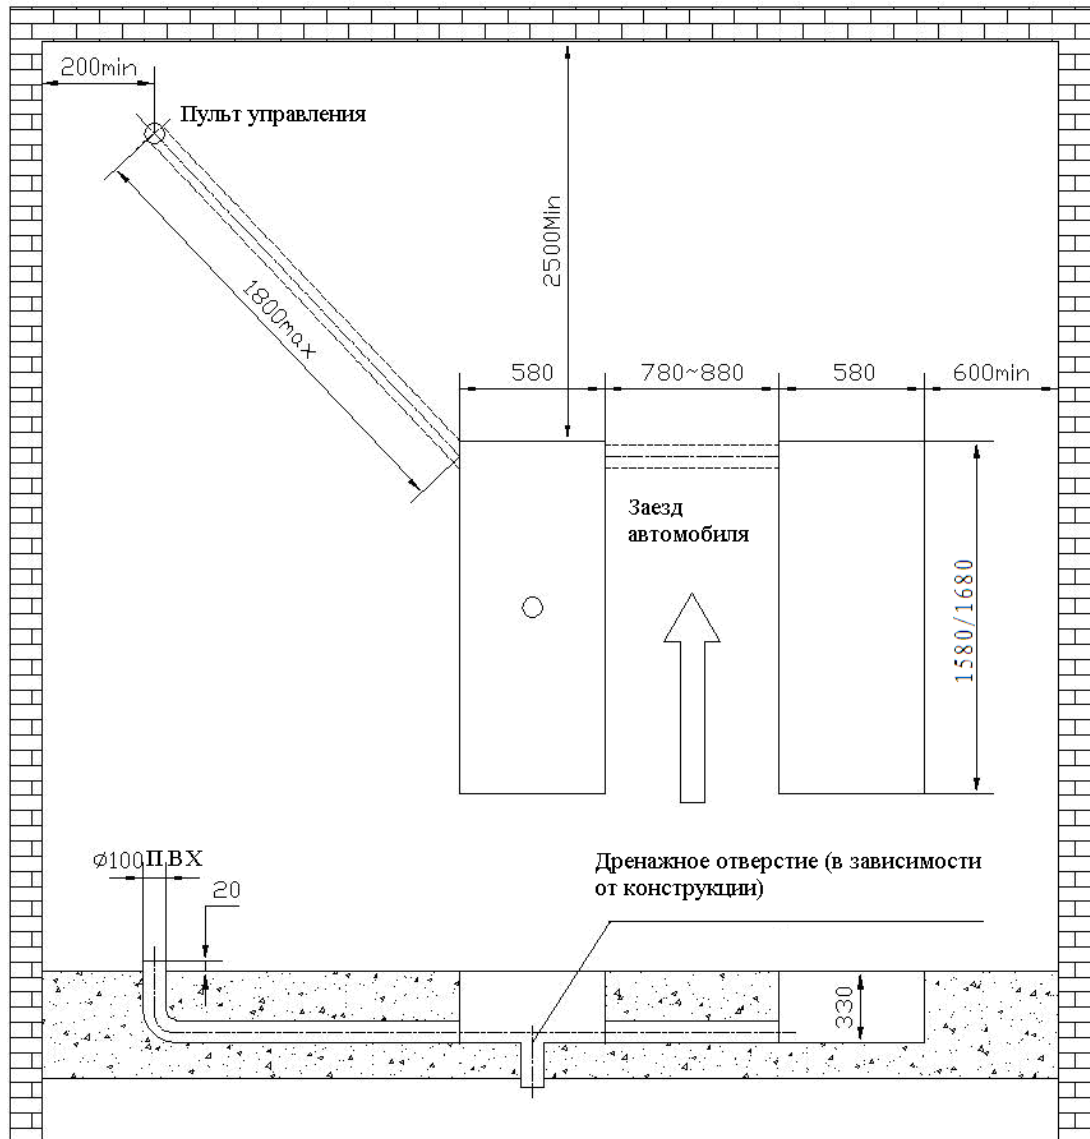 200min
Пульт управления
2500Min
1800max
580
780~880
580
600min
Заезд
автомобиля
1580/1680
Ø100ПВХ
20
Дренажное отверстие (в зависимости
от конструкции)
330